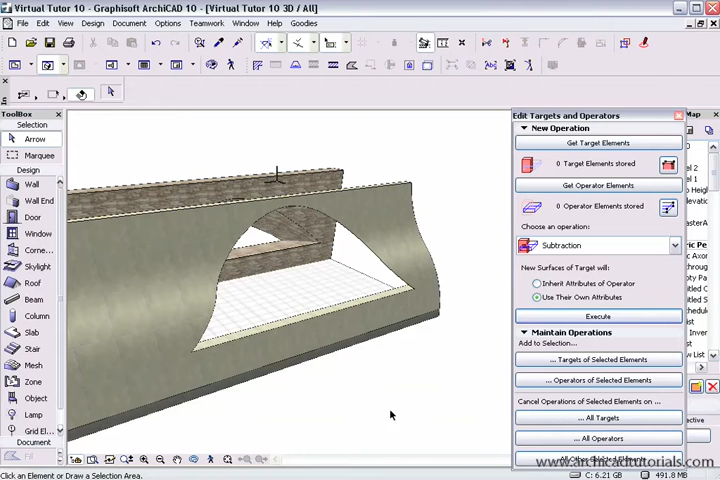 Virtual Tutor 10 - Graphisoft ArchiCAD 10 - [Virtual Tutor 10 3D / All]
File Edit View Design Document Options Teamwork Window Help Goodies
ToolBox
Selection
Arrow
Marquee
Design
Wall
Wall End
Door
Window
Corne...
Skylight
Roof
Beam
Column
Slab
Stair
Mesh
Zone
Object
Lamp
Grid El...
Document
Fill
Edit Targets and Operators
New Operation
Get Target Elements
0 Target Elements stored
Get Operator Elements
0 Operator Elements stored
Choose an operation:
Subtraction
New Surfaces of Target will:
Inherit Attributes of Operator
Use Their Own Attributes
Execute
Maintain Operations
Add to Selection...
... Targets of Selected Elements
... Operators of Selected Elements
Cancel Operations of Selected Elements on ...
... All Targets
... All Operators
www.archicadtutorials.com
Map
Click an Element or Draw a Selection Area.
C: 6.21 GB
491.8 MB